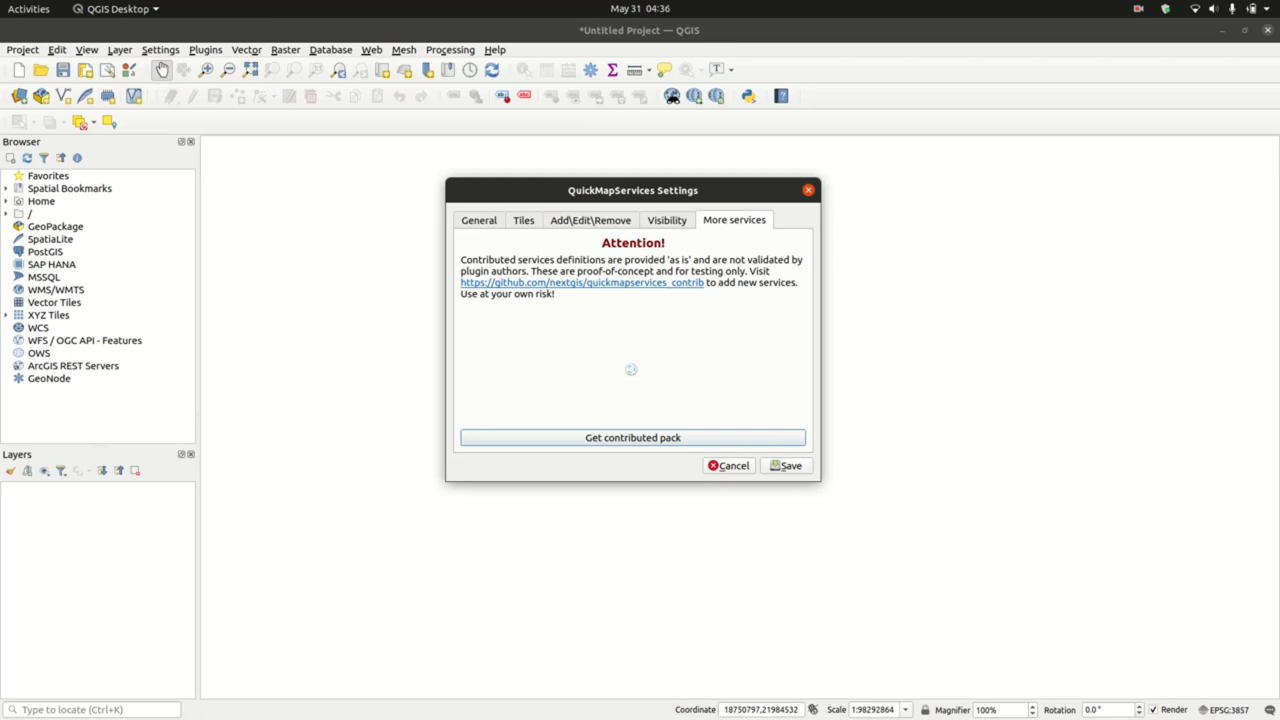 Activities QGIS Desktop May 31 04:36
*Untitled Project — QGIS
Project Edit View Layer Settings Plugins Vector Raster Database Web Mesh Processing Help
Browser
Favorites
Spatial Bookmarks
Home
/
GeoPackage
SpatiaLite
PostGIS
SAP HANA
MSSQL
WMS/WMTS
Vector Tiles
XYZ Tiles
WCS
WFS / OGC API - Features
OWS
ArcGIS REST Servers
GeoNode
Layers
QuickMapServices Settings
General Tiles Add\Edit\Remove Visibility More services
Attention!
Contributed services definitions are provided 'as is' and are not validated by
plugin authors. These are proof-of-concept and for testing only. Visit
https://github.com/nextgis/quickmapservices_contrib to add new services.
Use at your own risk!
Get contributed pack
Cancel Save
Type to locate (Ctrl+K) Coordinate 18750797,21984532 Scale 1:98292864 Magnifier 100% Rotation 0.0 ° Render EPSG:3857